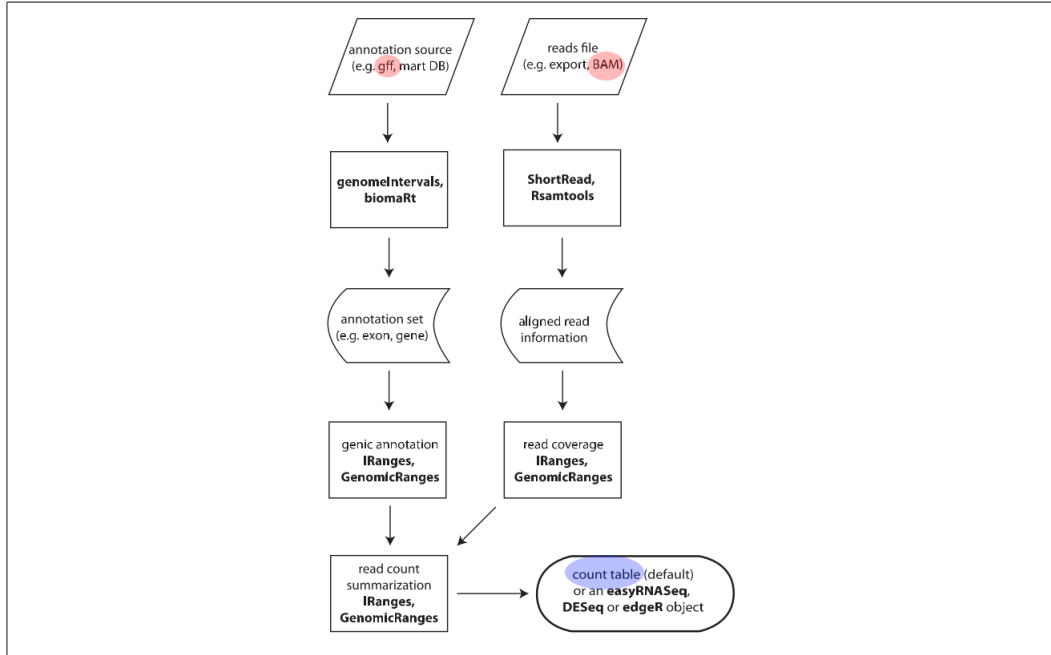 annotation source
(e.g. gff, mart DB)
reads file
(e.g. export, BAM)
genomeIntervals,
biomaRt
ShortRead,
Rsamtools
annotation set
(e.g. exon, gene)
aligned read
information
genic annotation
IRanges,
GenomicRanges
read coverage
IRanges,
GenomicRanges
read count
summarization
IRanges,
GenomicRanges
count table (default)
or an easyRNASeq,
DESeq or edgeR object